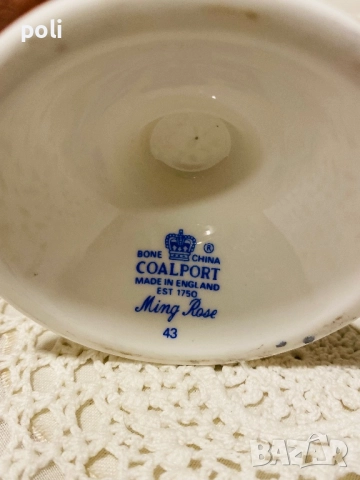 poli
®
BONE CHINA
COALPORT
MADE IN ENGLAND
EST 1750
Ming Rose
43
BAZAR